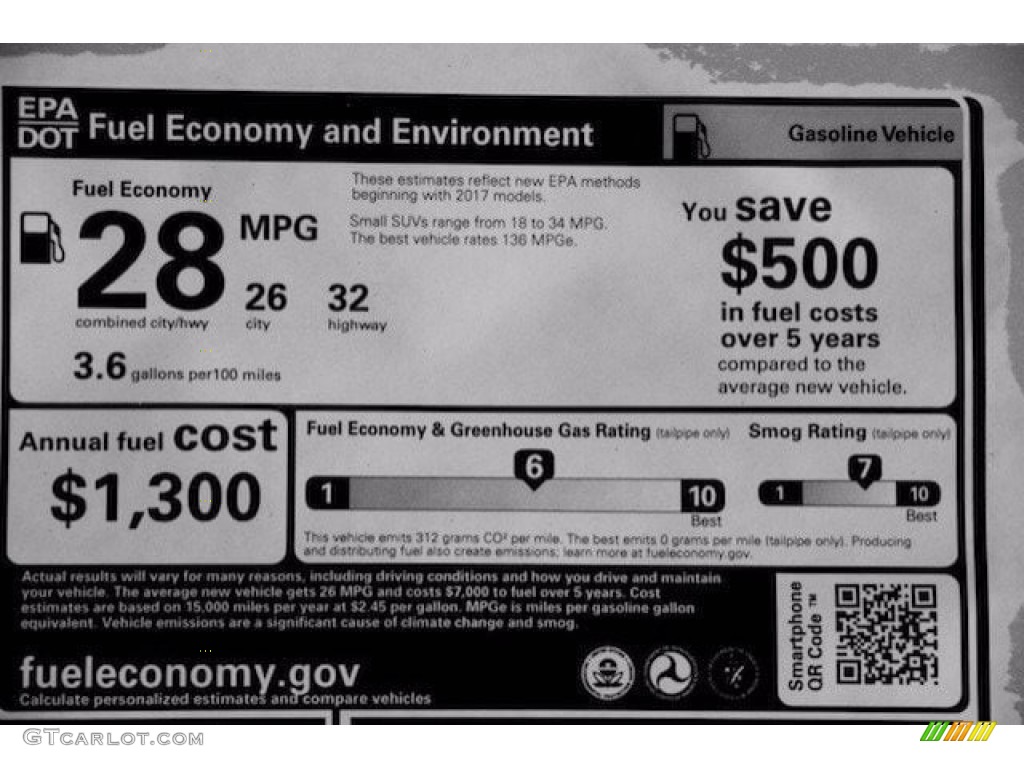 EPA
DOT
Fuel Economy and Environment
Gasoline Vehicle
Fuel Economy
28
MPG
combined city/hwy
26
city
32
highway
3.6 gallons per 100 miles
These estimates reflect new EPA methods
beginning with 2017 models.
Small SUVs range from 18 to 34 MPG.
The best vehicle rates 136 MPGe.
You save
$500
in fuel costs
over 5 years
compared to the
average new vehicle.
Annual fuel cost
$1,300
Fuel Economy & Greenhouse Gas Rating (tailpipe only)
6
1
10
Best
Smog Rating (tailpipe only)
7
1
10
Best
This vehicle emits 312 grams CO² per mile. The best emits 0 grams per mile (tailpipe only). Producing
and distributing fuel also create emissions; learn more at fueleconomy.gov.
Actual results will vary for many reasons, including driving conditions and how you drive and maintain
your vehicle. The average new vehicle gets 26 MPG and costs $7,000 to fuel over 5 years. Cost
estimates are based on 15,000 miles per year at $2.45 per gallon. MPGe is miles per gasoline gallon
equivalent. Vehicle emissions are a significant cause of climate change and smog.
fueleconomy.gov
Calculate personalized estimates and compare vehicles
Smartphone
QR Code™
GTcarlot.com